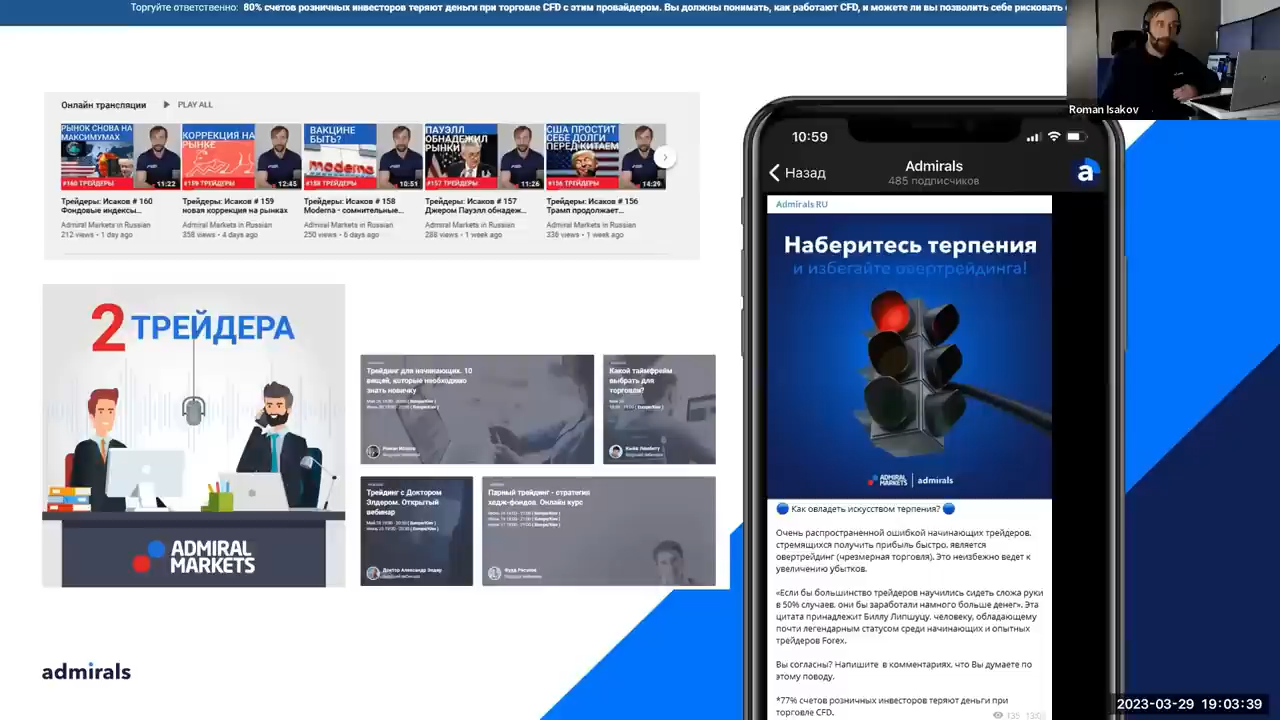 Торгуйте ответственно: 80% счетов розничных инвесторов теряют деньги при торговле CFD с этим провайдером. Вы должны понимать, как работают CFD, и можете ли вы позволить себе рисковать
Roman Isakov
Онлайн трансляции PLAY ALL
РЫНОК СНОВА НА
МАКСИМУМАХ
#160 ТРЕЙДЕРЫ 11:22
КОРРЕКЦИЯ НА
РЫНКЕ
#159 ТРЕЙДЕРЫ 12:45
ВАКЦИНЕ
БЫТЬ?
moderna
#158 ТРЕЙДЕРЫ 10:51
ПАУЭЛЛ
ОБНАДЕЖИЛ
РЫНКИ
#157 ТРЕЙДЕРЫ 11:26
США ПРОСТИТ
СЕБЕ ДОЛГИ
ПЕРЕД КИТАЕМ
#156 ТРЕЙДЕРЫ 14:29
Трейдеры: Исаков # 160
Фондовые индексы...
Admiral Markets in Russian
212 views • 1 day ago
Трейдеры: Исаков # 159
новая коррекция на рынках
Admiral Markets in Russian
358 views • 4 days ago
Трейдеры: Исаков # 158
Moderna - сомнительные...
Admiral Markets in Russian
250 views • 6 days ago
Трейдеры: Исаков # 157
Джером Пауэлл обнадеж...
Admiral Markets in Russian
288 views • 1 week ago
Трейдеры: Исаков # 156
Трамп продолжает...
Admiral Markets in Russian
336 views • 1 week ago
2 ТРЕЙДЕРА
ADMIRAL
MARKETS
Трейдинг для начинающих. 10
вещей, которые необходимо
знать новичку
Какой таймфрейм
выбрать для
торговли?
Трейдинг с Доктором
Элдером. Открытый
вебинар
Доктор Александр Элдер
Парный трейдинг - стратегия
хедж-фондов. Онлайн курс
admirals
10:59
Назад
Admirals
485 подписчиков
a
Admirals RU
Наберитесь терпения
и избегайте овертрейдинга!
ADMIRAL
MARKETS
admirals
Как овладеть искусством терпения?
Очень распространенной ошибкой начинающих трейдеров,
стремящихся получить прибыль быстро, является
овертрейдинг (чрезмерная торговля). Это неизбежно ведет к
увеличению убытков.
«Если бы большинство трейдеров научились сидеть сложа руки
в 50% случаев, они бы заработали намного больше денег». Эта
цитата принадлежит Биллу Липшуцу, человеку, обладающему
почти легендарным статусом среди начинающих и опытных
трейдеров Forex.
Вы согласны? Напишите в комментариях, что Вы думаете по
этому поводу.
*77% счетов розничных инвесторов теряют деньги при
торговле CFD.
135
2023-03-29 19:03:39